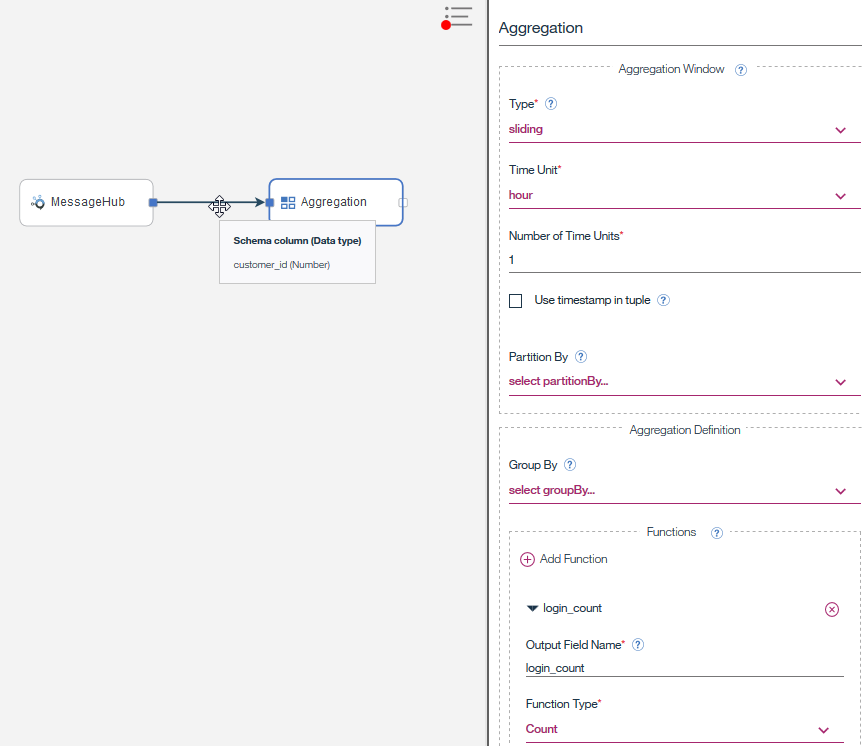 MessageHub
Aggregation
Schema column (Data type)
customer_id (Number)
Aggregation
Aggregation Window ?
Type* ?
sliding
Time Unit*
hour
Number of Time Units*
1
Use timestamp in tuple ?
Partition By ?
select partitionBy...
Aggregation Definition
Group By ?
select groupBy...
Functions ?
Add Function
login_count
Output Field Name* ?
login_count
Function Type*
Count